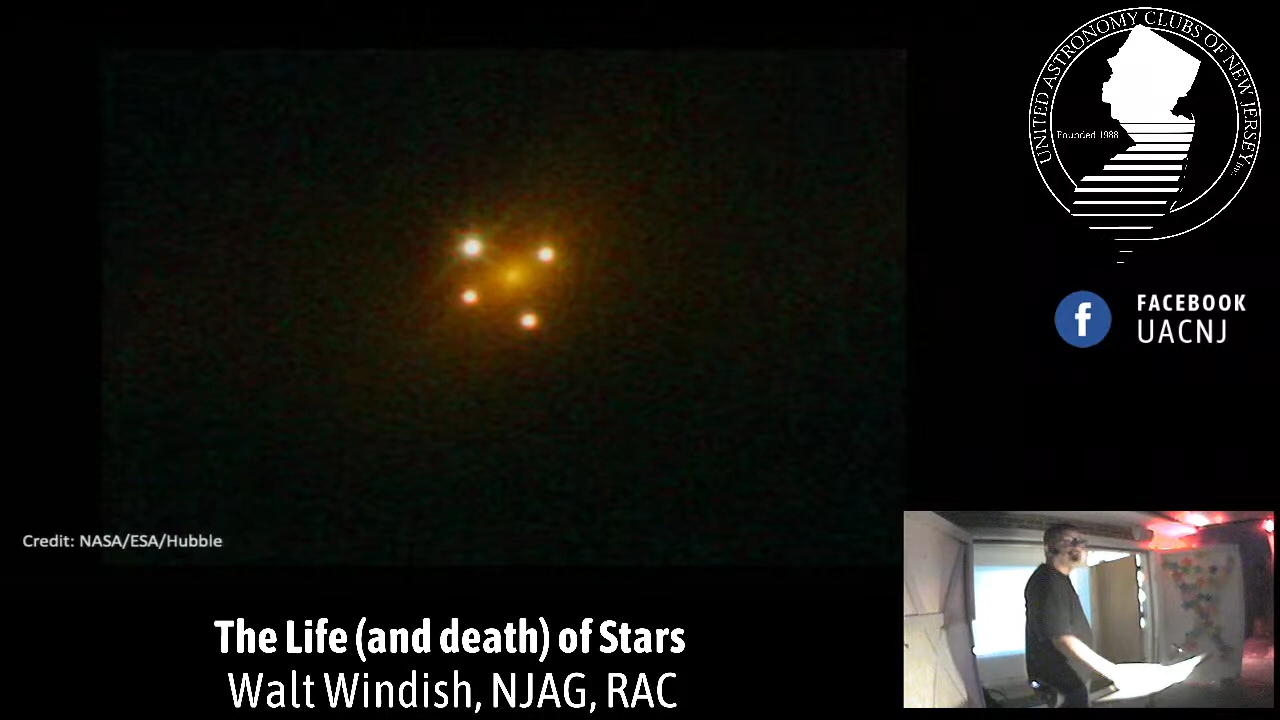 UNITED ASTRONOMY CLUBS OF NEW JERSEY, Inc.
Founded 1988
FACEBOOK
UACNJ
Credit: NASA/ESA/Hubble
The Life (and death) of Stars
Walt Windish, NJAG, RAC